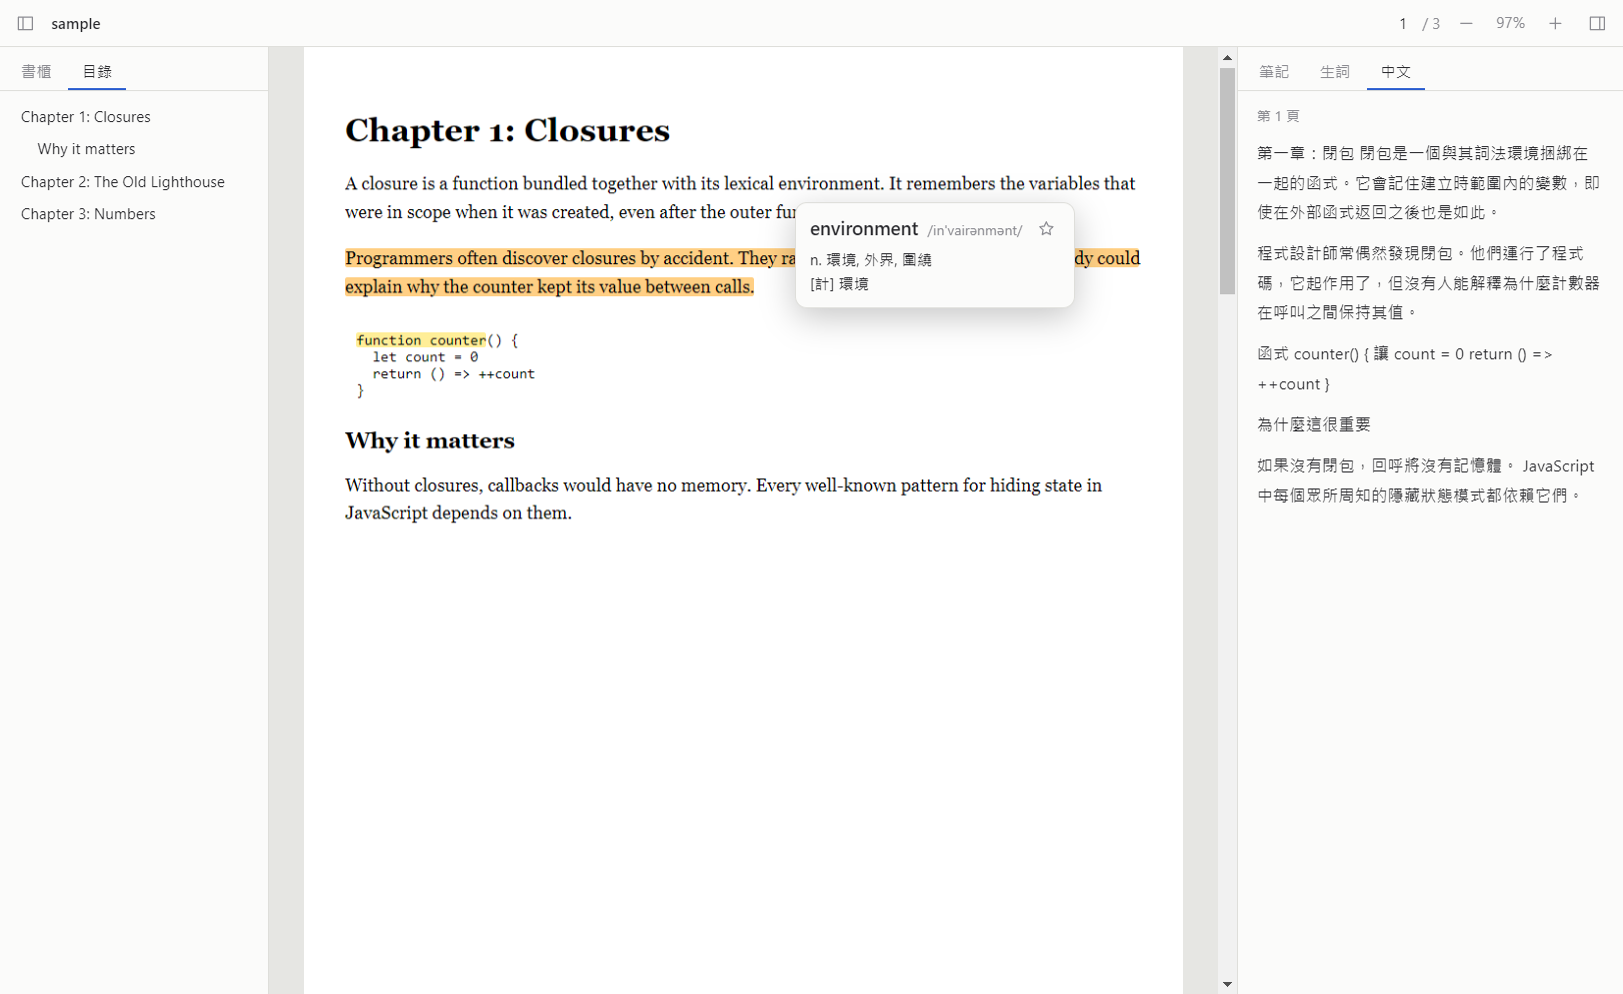 sample
1 / 3 — 97% +
書櫃 目錄
Chapter 1: Closures
Why it matters
Chapter 2: The Old Lighthouse
Chapter 3: Numbers
Chapter 1: Closures
A closure is a function bundled together with its lexical environment. It remembers the variables that
were in scope when it was created, even after the outer
Programmers often discover closures by accident. They
could
explain why the counter kept its value between calls.
environment /in'vairənmənt/
n. 環境, 外界, 圍繞
[計] 環境
function counter() {
let count = 0
return () => ++count
}
Why it matters
Without closures, callbacks would have no memory. Every well-known pattern for hiding state in
JavaScript depends on them.
筆記 生詞 中文
第 1 頁
第一章：閉包 閉包是一個與其詞法環境捆綁在
一起的函式。它會記住建立時範圍內的變數，即
使在外部函式返回之後也是如此。
程式設計師常偶然發現閉包。他們運行了程式
碼，它起作用了，但沒有人能解釋為什麼計數器
在呼叫之間保持其值。
函式 counter() { 讓 count = 0 return () =>
++count }
為什麼這很重要
如果沒有閉包，回呼將沒有記憶體。 JavaScript
中每個眾所周知的隱藏狀態模式都依賴它們。